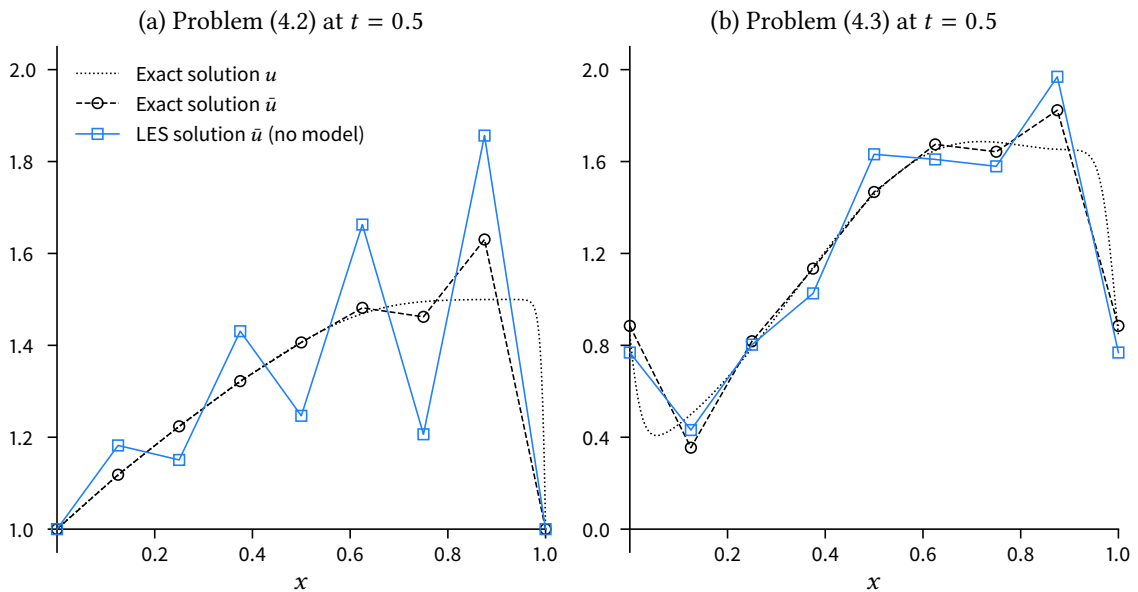 (a) Problem (4.2) at t = 0.5
2.0
1.8
1.6
1.4
1.2
1.0
Exact solution u
Exact solution ū
LES solution ū (no model)
0.2 0.4 0.6 0.8 1.0
x
(b) Problem (4.3) at t = 0.5
2.0
1.6
1.2
0.8
0.4
0.0
0.2 0.4 0.6 0.8 1.0
x